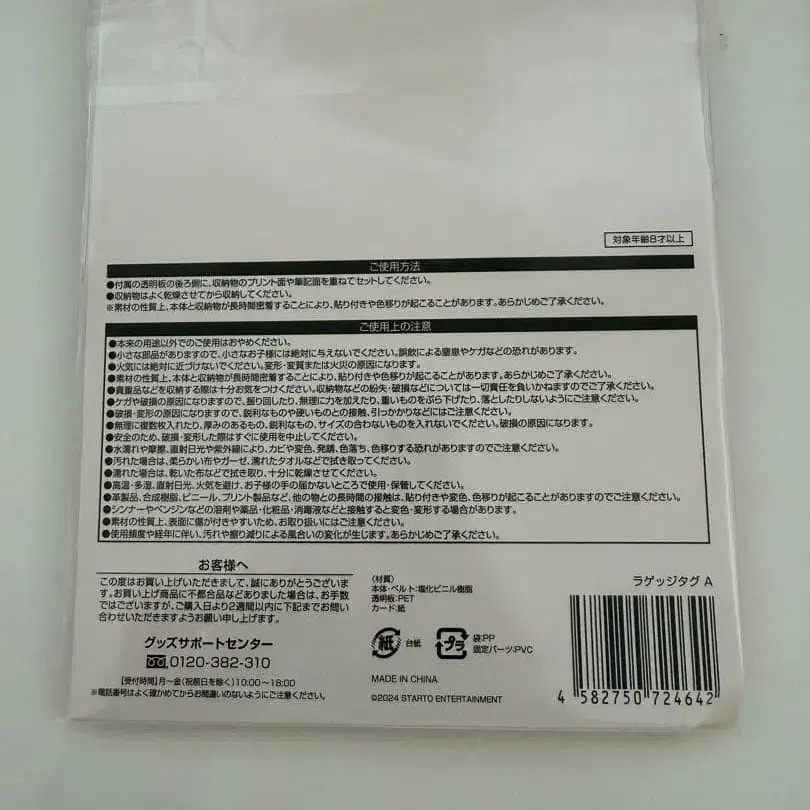 対象年齢8才以上
ご使用方法
●付属の透明板の後ろ側に、収納物のプリント面や筆記面を重ねてセットしてください。
●収納物はよく乾燥させてから収納してください。
※素材の性質上、本体と収納物が長時間密着することにより、貼り付きや色移りが起こることがあります。あらかじめご了承ください。
ご使用上の注意
●本来の用途以外でのご使用はおやめください。
●小さな部品がありますので、小さなお子様には絶対に与えないでください。誤飲による窒息やケガなどの恐れがあります。
●火気には絶対に近づけないでください。変形・変質または火災の原因になります。
●素材の性質上、本体と収納物が長時間密着することにより、貼り付きや色移りが起こることがあります。あらかじめご了承ください。
●貴重品などを収納する際は十分お気をつけください。収納物などの紛失・破損などについては一切責任を負いかねますのでご了承ください。
●ケガや破損の原因になりますので、振り回したり、無理に力を加えたり、重いものをぶら下げたり、落としたりしないようにご注意ください。
●破損・変形の原因になりますので、鋭利なものや硬いものとの接触、引っかかりなどにはご注意ください。
●無理に複数枚入れたり、厚みのあるもの、鋭利なもの、サイズの合わないものを入れないでください。破損の原因になります。
●安全のため、破損・変形した際はすぐに使用を中止してください。
●水濡れや摩擦、直射日光や紫外線により、カビや変色、発錆、色落ち、色移りする恐れがありますのでご注意ください。
●汚れた場合は、柔らかい布やガーゼ、濡れたタオルなどで拭き取ってください。
●濡れた場合は、乾いた布などで拭き取り、十分に乾燥させてください。
●高温・多湿、直射日光、火気を避け、お子様の手の届かないところで使用・保管してください。
●革製品、合成樹脂、ビニール、プリント製品など、他の物との長時間の接触は、貼り付きや変色、色移りが起こることがありますのでご注意ください。
●シンナーやベンジンなどの溶剤や薬品・化粧品・消毒液などと接触すると変色・変形する場合があります。
●素材の性質上、表面に傷が付きやすいため、お取り扱いにはご注意ください。
●使用頻度や経年に伴い、汚れや擦り減りによる風合いの変化が生じます。あらかじめご了承ください。
お客様へ
この度はお買い上げいただきまして、誠にありがとうございます。お買い上げ商品に不都合品などありました場合は、お手数
ではございますが、ご購入日より2週間以内に下記までお問い合わせいただきますようお願い申し上げます。
グッズサポートセンター
0120-382-310
【受付時間】月〜金(祝祭日を除く)10:00〜18:00
※電話番号はよく確かめてからお間違いのないようにご注意ください。
〈材質〉
本体・ベルト:塩化ビニル樹脂
透明板:PET
カード:紙
紙 台紙
プラ 袋:PP
固定パーツ:PVC
MADE IN CHINA
©2024 STARTO ENTERTAINMENT
ラゲッジタグ A
4 582750 724642